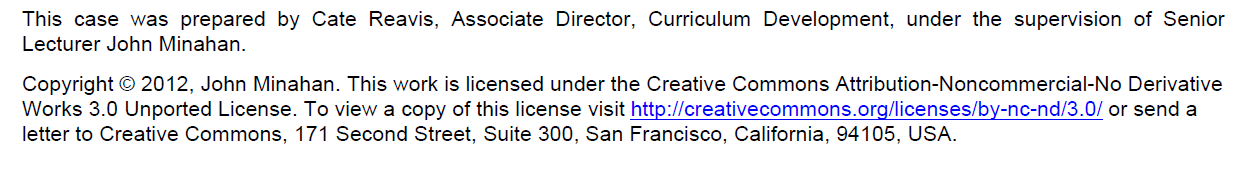 This case was prepared by Cate Reavis, Associate Director, Curriculum Development, under the supervision of Senior
Lecturer John Minahan.
Copyright © 2012, John Minahan. This work is licensed under the Creative Commons Attribution-Noncommercial-No Derivative
Works 3.0 Unported License. To view a copy of this license visit http://creativecommons.org/licenses/by-nc-nd/3.0/ or send a
letter to Creative Commons, 171 Second Street, Suite 300, San Francisco, California, 94105, USA.